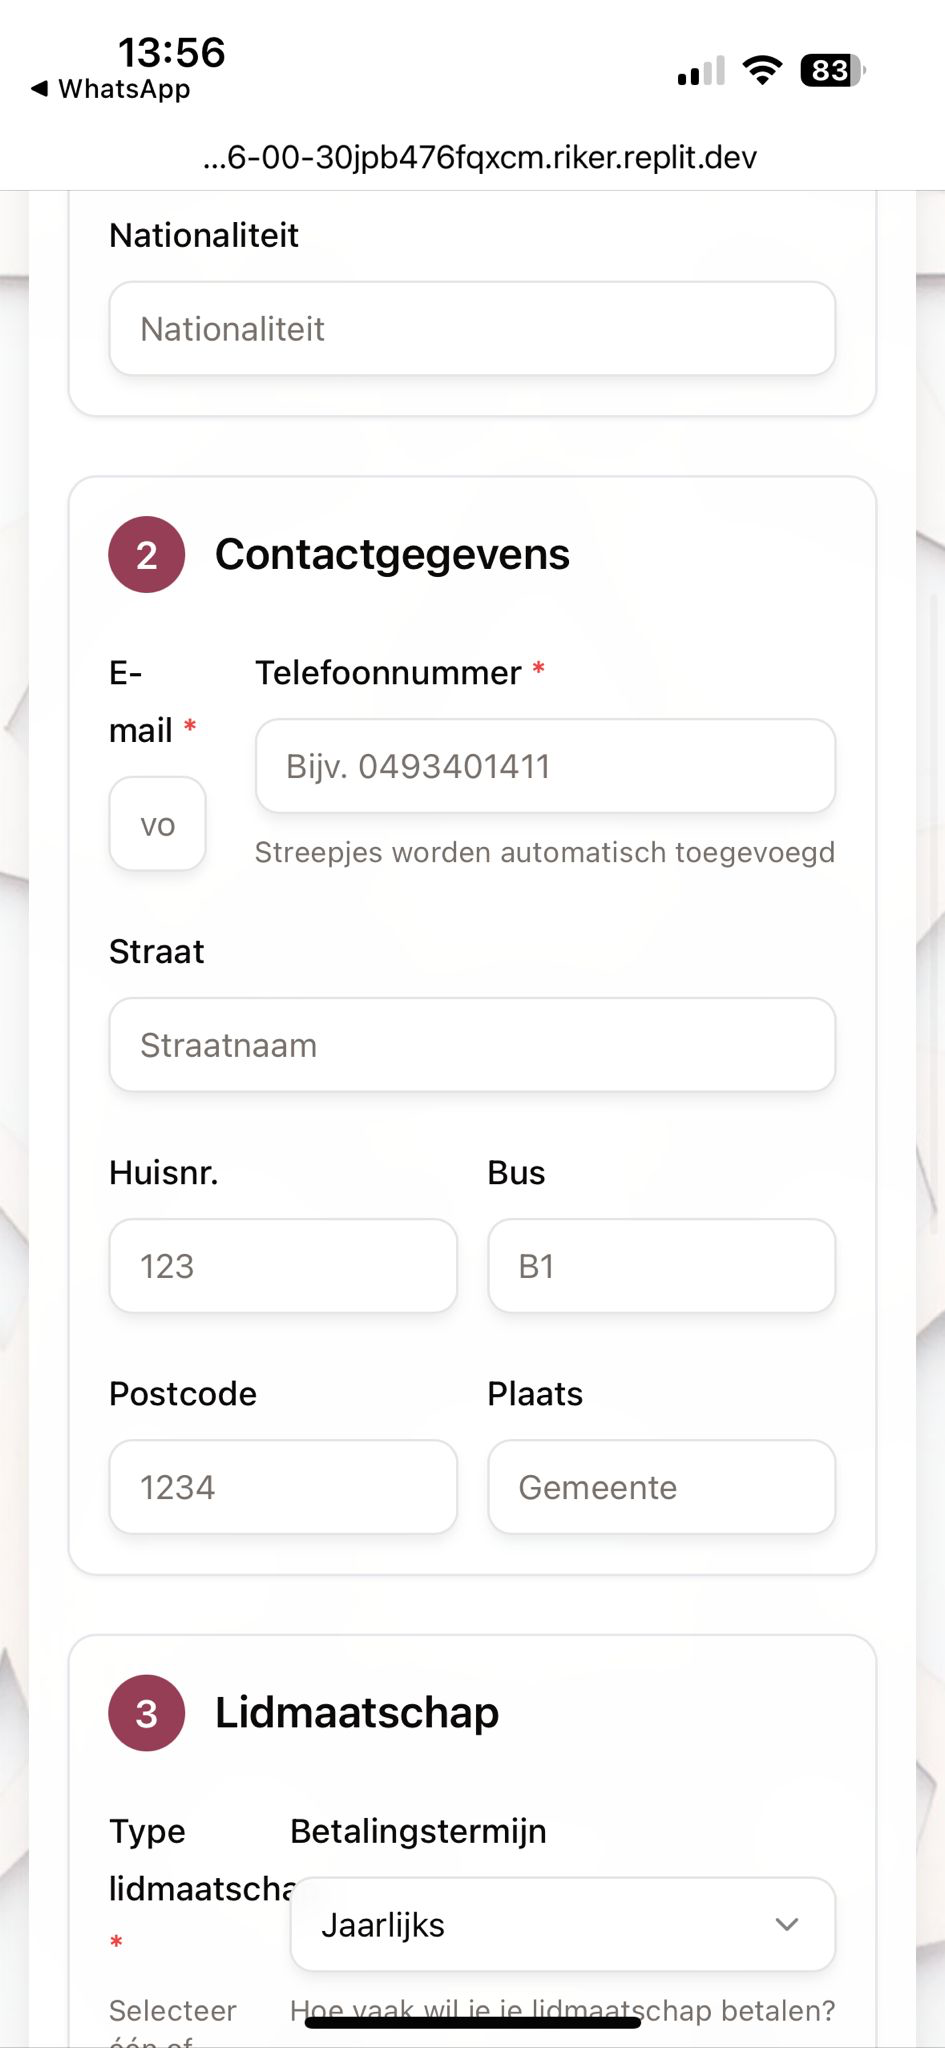 13:56
◀ WhatsApp
83
...6-00-30jpb476fqxcm.riker.replit.dev
Nationaliteit
Nationaliteit
2 Contactgegevens
E-
mail *
vo
Telefoonnummer *
Bijv. 0493401411
Streepjes worden automatisch toegevoegd
Straat
Straatnaam
Huisnr.
123
Bus
B1
Postcode
1234
Plaats
Gemeente
3 Lidmaatschap
Type
lidmaatscha
*
Selecteer
één of
Betalingstermijn
Jaarlijks
Hoe vaak wil je je lidmaatschap betalen?